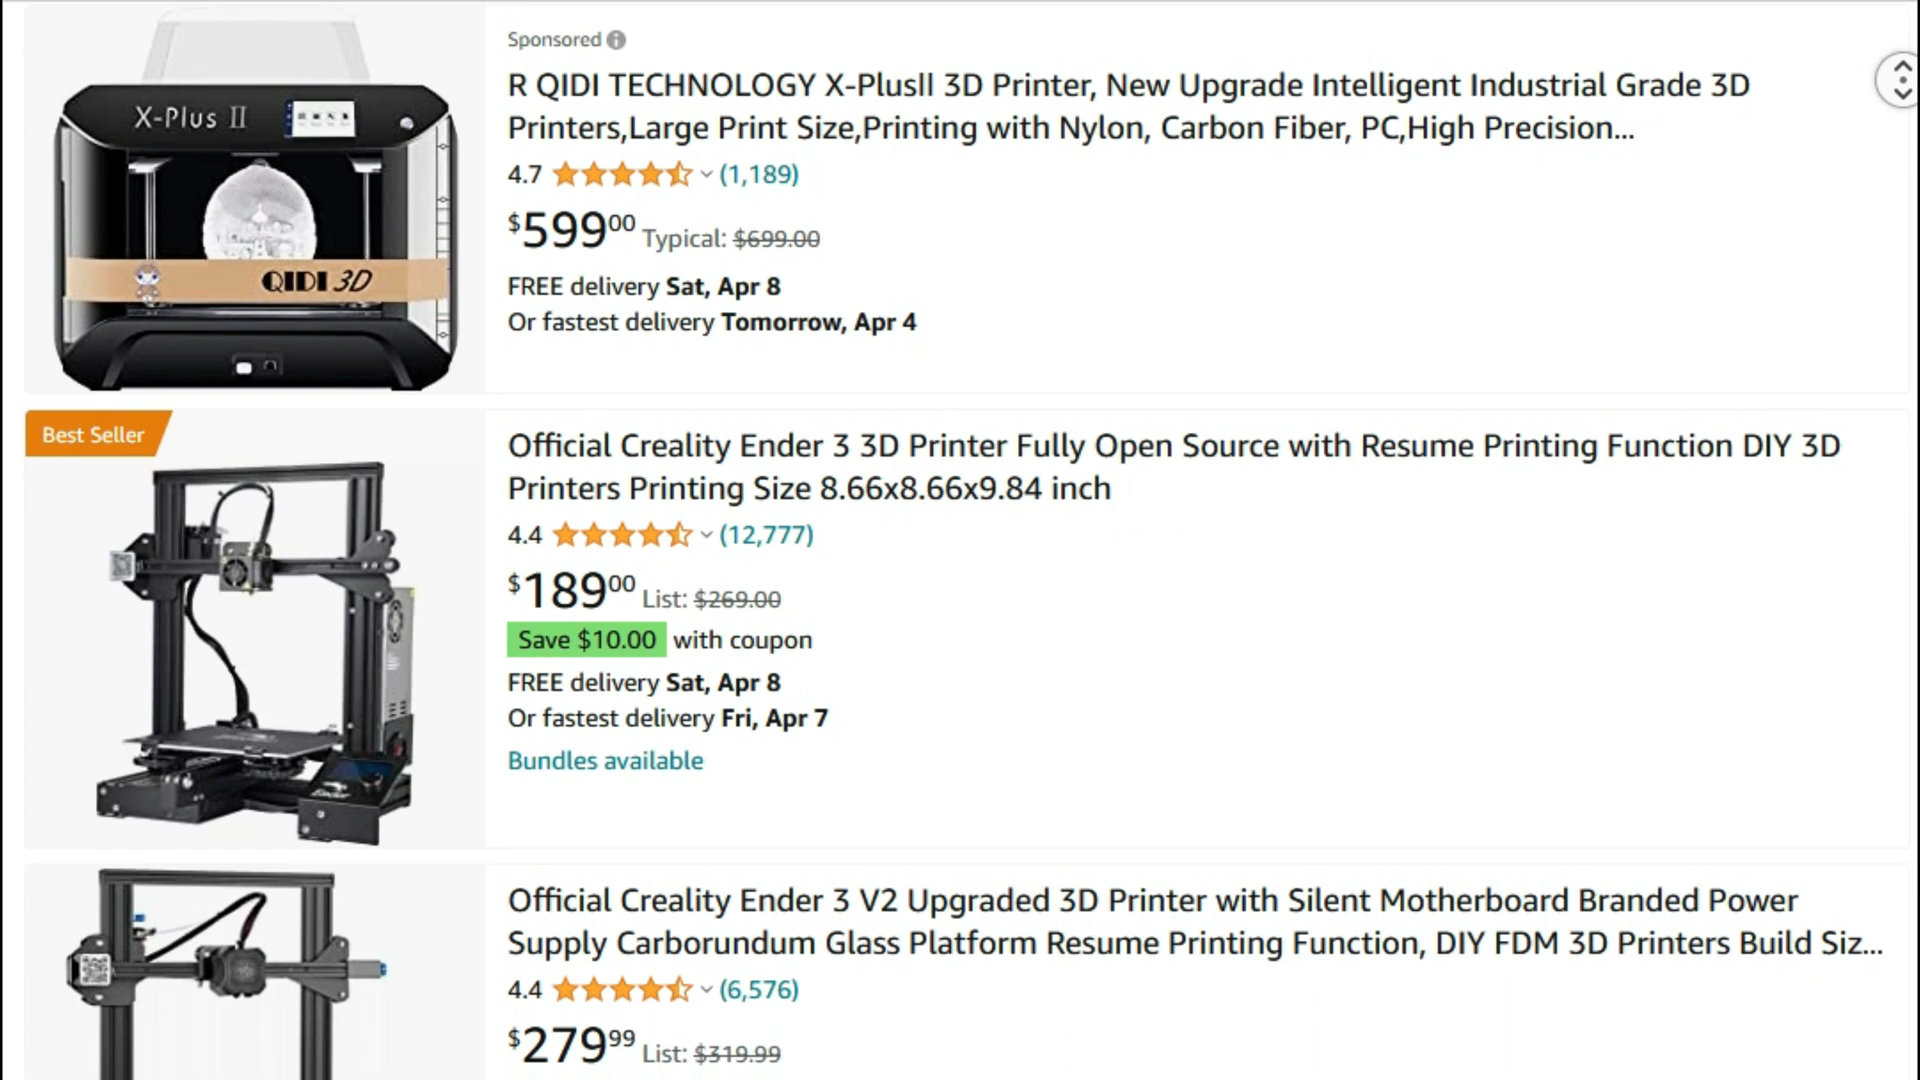 Sponsored
R QIDI TECHNOLOGY X-PlusII 3D Printer, New Upgrade Intelligent Industrial Grade 3D
Printers,Large Print Size,Printing with Nylon, Carbon Fiber, PC,High Precision...
4.7 (1,189)
$59900 Typical: $699.00
FREE delivery Sat, Apr 8
Or fastest delivery Tomorrow, Apr 4
X-Plus II
QIDI 3D
Best Seller
Official Creality Ender 3 3D Printer Fully Open Source with Resume Printing Function DIY 3D
Printers Printing Size 8.66x8.66x9.84 inch
4.4 (12,777)
$18900 List: $269.00
Save $10.00 with coupon
FREE delivery Sat, Apr 8
Or fastest delivery Fri, Apr 7
Bundles available
Official Creality Ender 3 V2 Upgraded 3D Printer with Silent Motherboard Branded Power
Supply Carborundum Glass Platform Resume Printing Function, DIY FDM 3D Printers Build Siz...
4.4 (6,576)
$27999 List: $319.99